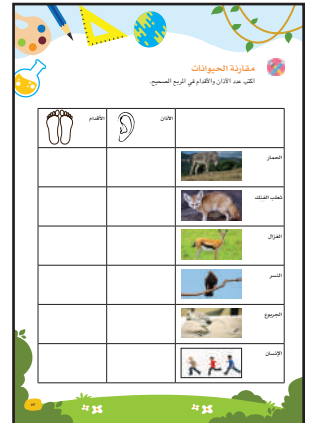 مقارنة الحيوانات
اكتب عدد الآذان والأقدام في المربع الصحيح.
الآذان
الأقدام
الحمار
ثعلب الفنك
الغزال
النسر
الجربوع
الإنسان